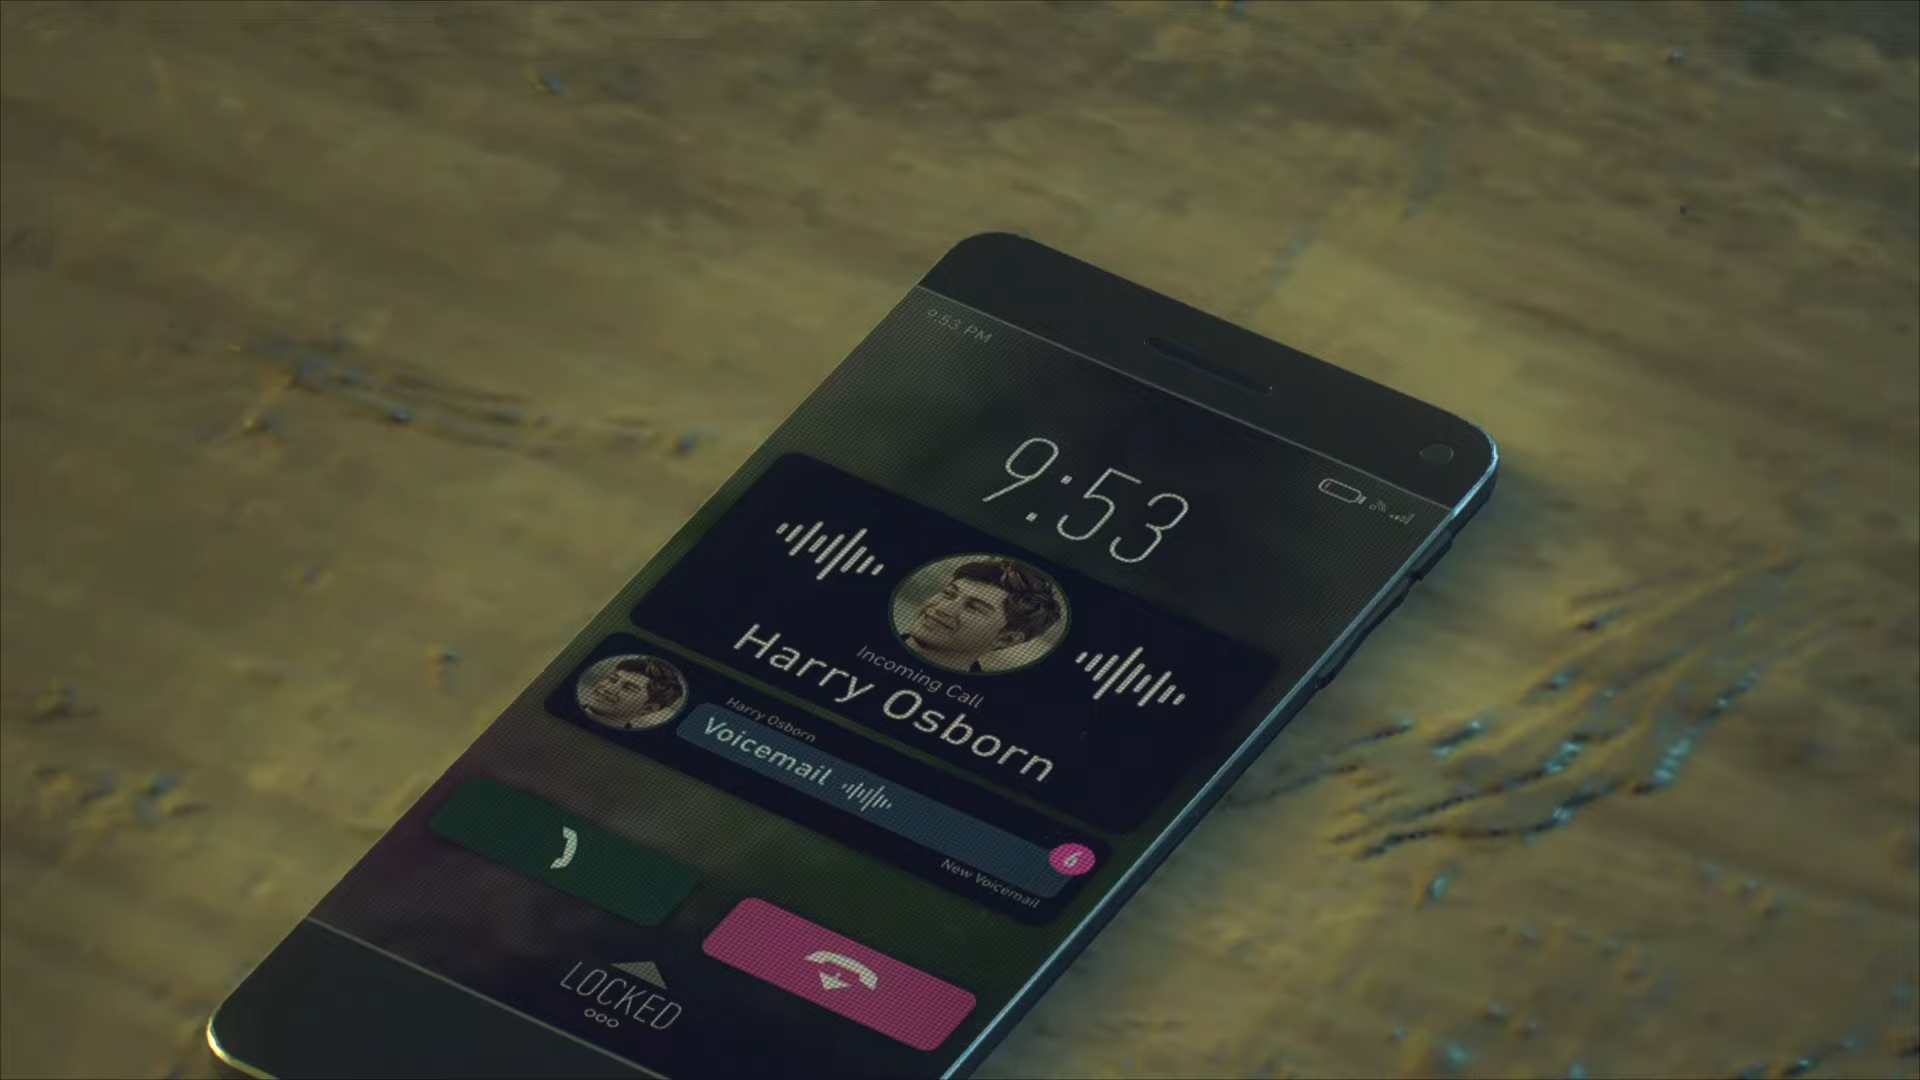 9:53 PM
9:53
Incoming Call
Harry Osborn
Harry Osborn
Voicemail
6
New Voicemail
LOCKED